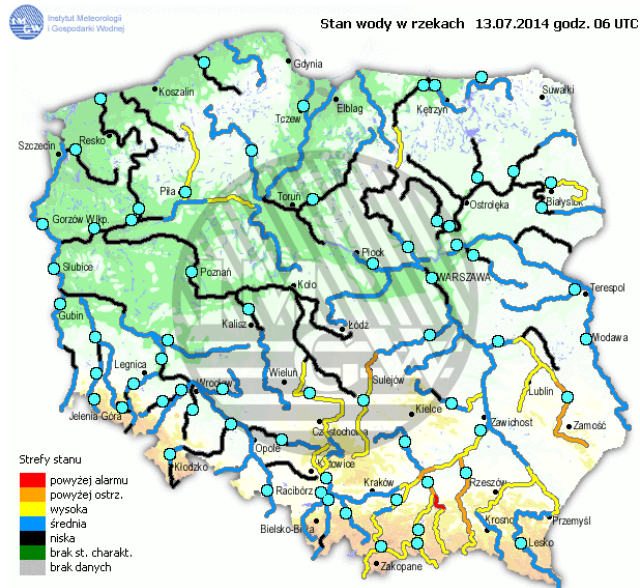 Instytut Meteorologii
i Gospodarki Wodnej
Stan wody w rzekach 13.07.2014 godz. 06 UTC
Gdynia
Koszalin
Suwałki
Tczew
Elbląg
Kętrzyn
Resko
Szczecin
Piła
Toruń
Ostrołęka
Białystok
Gorzów Wlkp.
Płock
Słubice
Poznań
WARSZAWA
Koło
Terespol
Gubin
Kalisz
Łódź
Włodawa
Legnica
Wieluń
Sulejów
Lublin
Wrocław
Jelenia Góra
Kielce
Zawichost
Zamość
Częstochowa
Opole
Kłodzko
Katowice
Strefy stanu
Racibórz
Kraków
Rzeszów
powyżej alarmu
powyżej ostrz.
wysoka
średnia
niska
brak st. charakt.
brak danych
Bielsko-Biała
Krosno
Przemyśl
Lesko
Zakopane